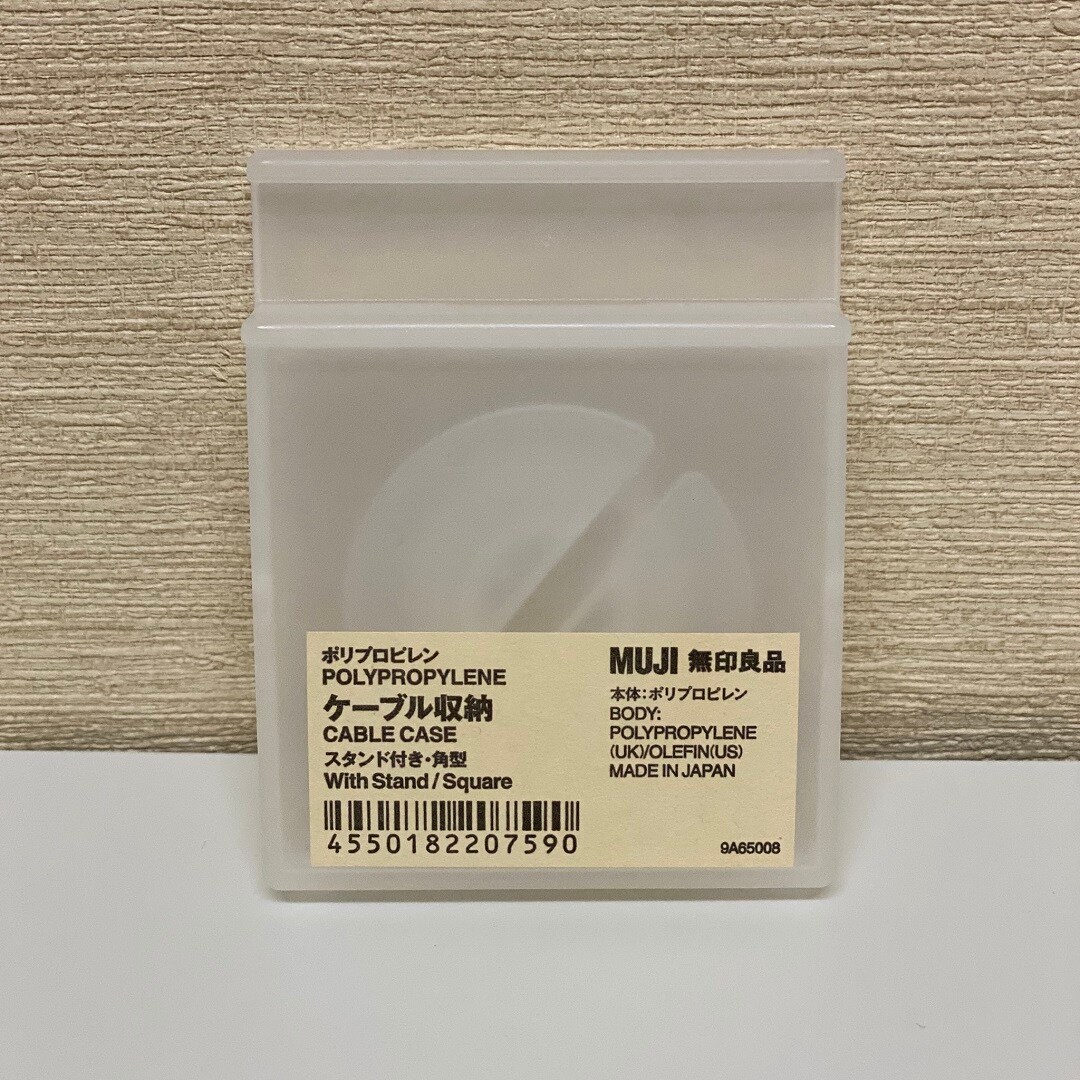 ポリプロピレン
POLYPROPYLENE
ケーブル収納
CABLE CASE
スタンド付き・角型
With Stand / Square
4550182207590
MUJI 無印良品
本体:ポリプロピレン
BODY:
POLYPROPYLENE
(UK)/OLEFIN(US)
MADE IN JAPAN
9A65008